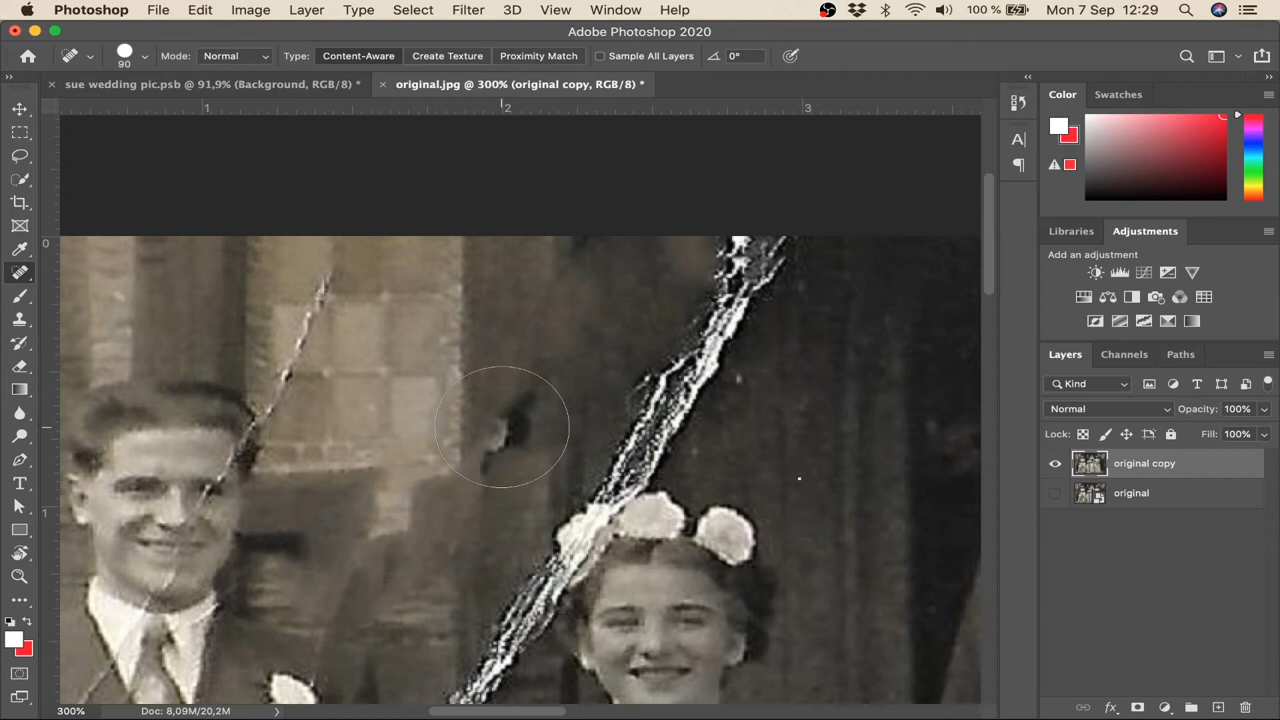 Photoshop File Edit Image Layer Type Select Filter 3D View Window Help 100 % Mon 7 Sep 12:29
Adobe Photoshop 2020
90 Mode: Normal Type: Content-Aware Create Texture Proximity Match Sample All Layers 0°
sue wedding pic.psb @ 91,9% (Background, RGB/8) * original.jpg @ 300% (original copy, RGB/8) *
1 2 3
Color Swatches
0
1
Libraries Adjustments
Add an adjustment
Layers Channels Paths
Kind
Normal Opacity: 100%
Lock: Fill: 100%
original copy
original
300% Doc: 8,09M/20,2M